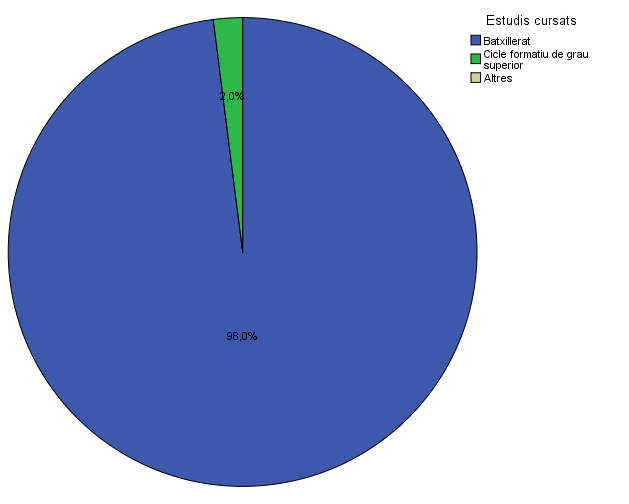 Estudis cursats
Batxillerat
Cicle formatiu de grau
superior
Altres
2,0%
98,0%